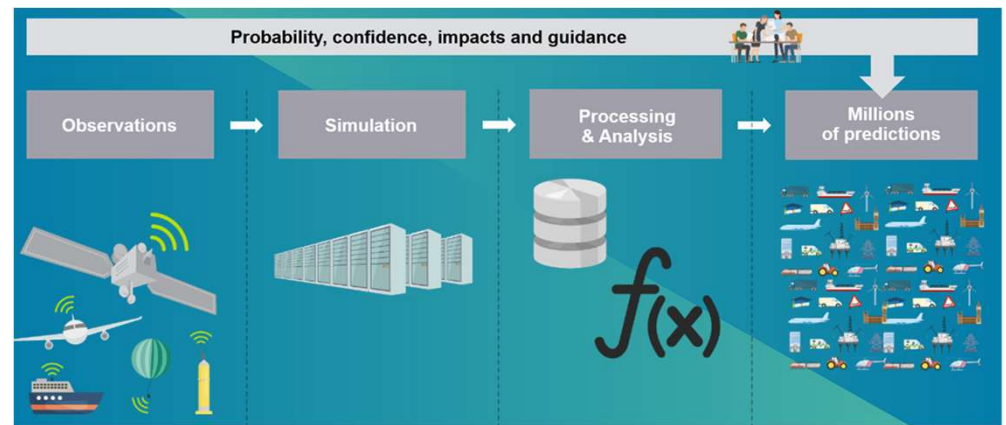 Probability, confidence, impacts and guidance
Observations
Simulation
Processing
& Analysis
Millions
of predictions
f(x)